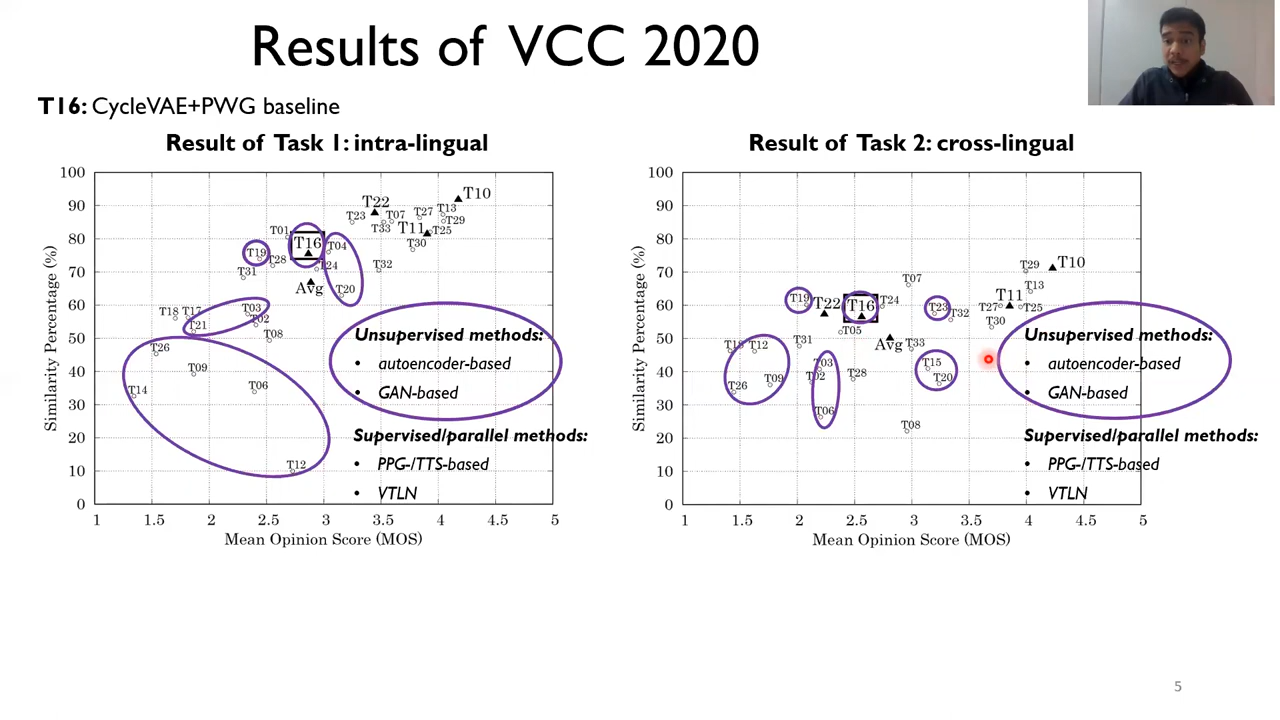 Results of VCC 2020
T16: CycleVAE+PWG baseline
Result of Task 1: intra-lingual
100
90
80
70
60
50
40
30
20
10
0
Similarity Percentage (%)
T10
T22
T23
T07
T27
T13
T29
T33
T11
T25
T30
T01
T16
T04
T19
T28
T24
T32
T31
Avg
T20
T18
T17
T03
T21
T02
T08
T26
T09
T06
T14
T12
1
1.5
2
2.5
3
3.5
4
4.5
5
Mean Opinion Score (MOS)
Unsupervised methods:
• autoencoder-based
• GAN-based
Supervised/parallel methods:
• PPG-/TTS-based
• VTLN
Result of Task 2: cross-lingual
100
90
80
70
60
50
40
30
20
10
0
Similarity Percentage (%)
T29
T10
T07
T13
T19
T22
T16
T24
T23
T32
T11
T27
T25
T30
T05
T31
Avg
T33
T18
T12
T03
T15
T02
T28
T20
T26
T09
T06
T08
1
1.5
2
2.5
3
3.5
4
4.5
5
Mean Opinion Score (MOS)
Unsupervised methods:
• autoencoder-based
• GAN-based
Supervised/parallel methods:
• PPG-/TTS-based
• VTLN
5